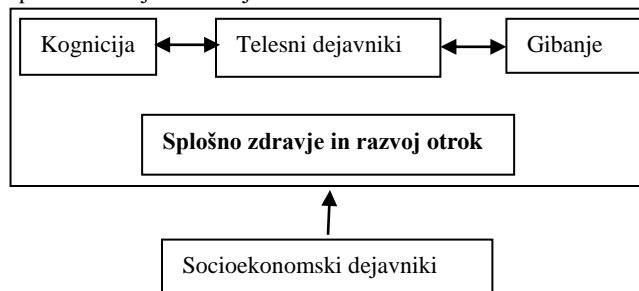 Kognicija Telesni dejavniki Gibanje
Splošno zdravje in razvoj otrok
Socioekonomski dejavniki